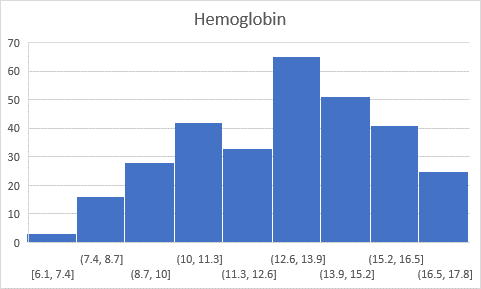 Hemoglobin
70
60
50
40
30
20
10
0
(7.4, 8.7] (10, 11.3] (12.6, 13.9] (15.2, 16.5]
[6.1, 7.4] (8.7, 10] (11.3, 12.6] (13.9, 15.2] (16.5, 17.8]